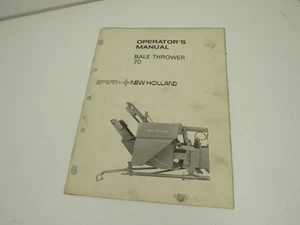 OPERATOR'S
MANUAL
BALE THROWER
70
SPERRY NEW HOLLAND